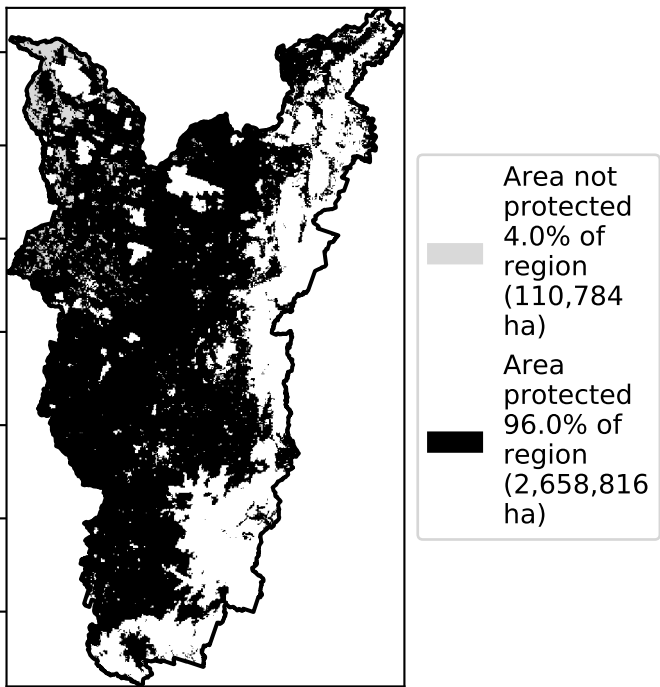 Area not
protected
4.0% of
region
(110,784
ha)
Area
protected
96.0% of
region
(2,658,816
ha)